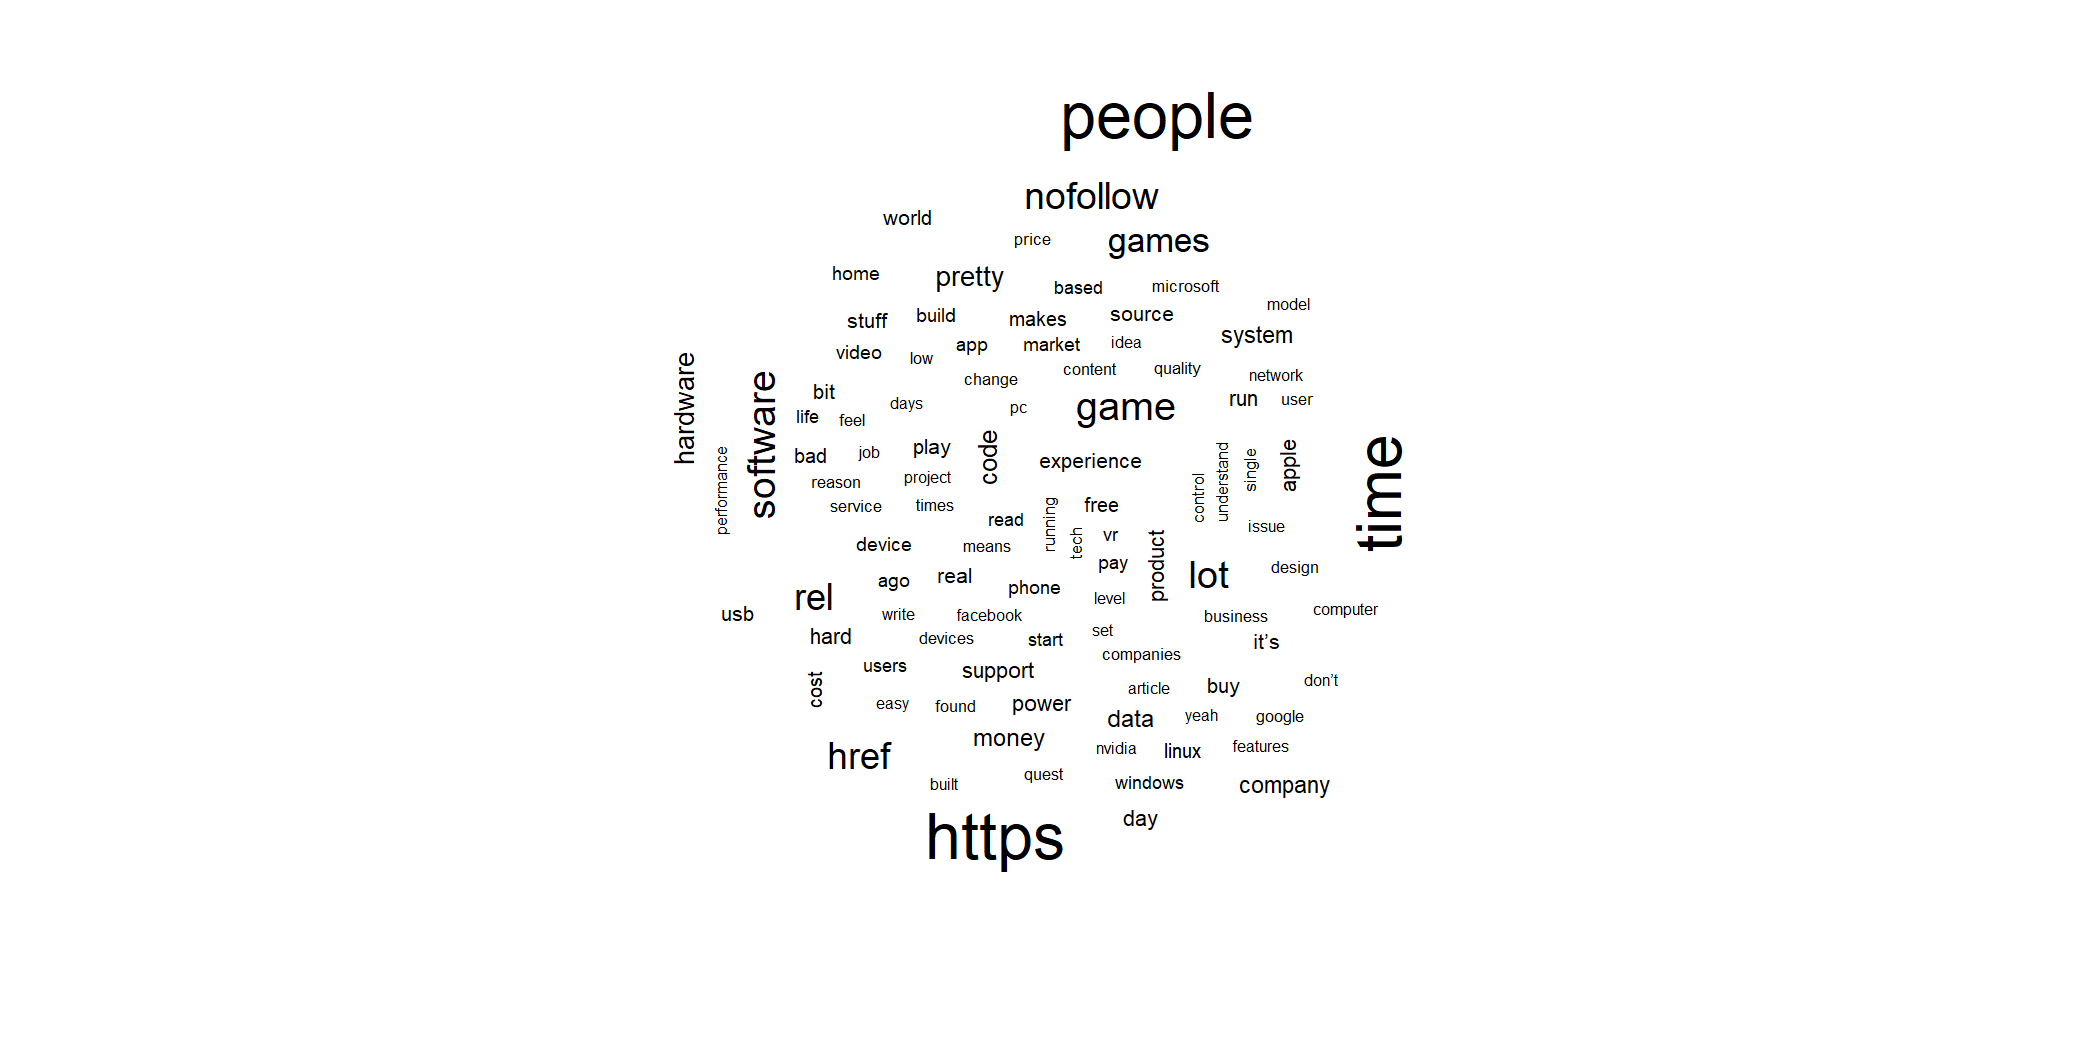 people
nofollow
world
price
games
home
pretty
based
microsoft
model
stuff
build
makes
source
system
video
low
app
market
idea
hardware
software
performance
change
content
quality
network
bit
days
pc
game
run
user
life
feel
time
bad
job
play
code
experience
control
understand
single
apple
reason
project
service
times
read
running
tech
free
vr
issue
device
means
pay
product
lot
design
rel
ago
real
phone
level
usb
write
facebook
set
business
computer
hard
devices
start
companies
it’s
cost
users
support
article
buy
don’t
easy
found
power
data
yeah
google
href
money
nvidia
linux
features
built
quest
windows
company
https
day